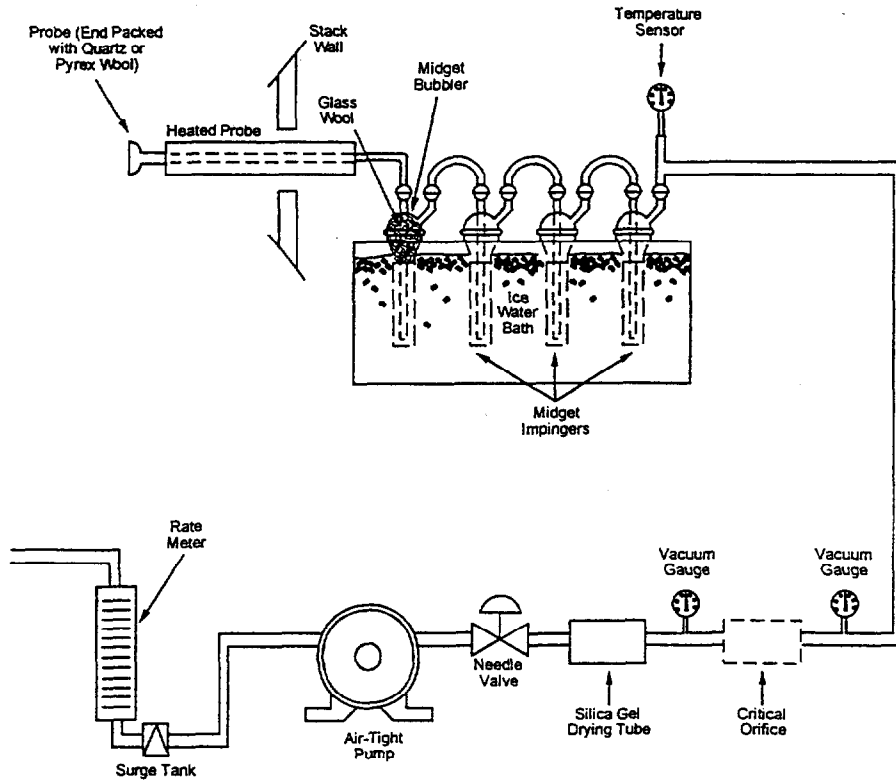 Probe (End Packed
with Quartz or
Pyrex Wool)
Stack
Wall
Midget
Bubbler
Glass
Wool
Heated Probe
Temperature
Sensor
Ice
Water
Bath
Midget
Impingers
Rate
Meter
Vacuum
Gauge
Vacuum
Gauge
Needle
Valve
Silica Gel
Drying Tube
Critical
Orifice
Air-Tight
Pump
Surge Tank